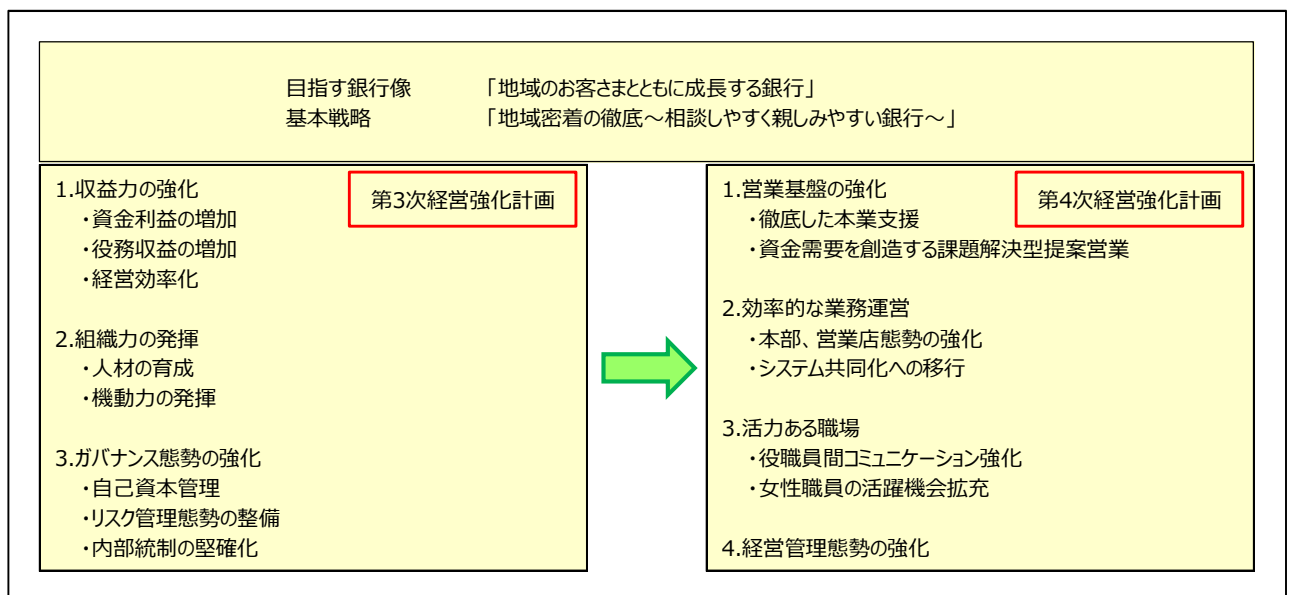 目指す銀行像 「地域のお客さまとともに成長する銀行」
基本戦略 「地域密着の徹底～相談しやすく親しみやすい銀行～」
第3次経営強化計画
1.収益力の強化
・資金利益の増加
・役務収益の増加
・経営効率化
2.組織力の発揮
・人材の育成
・機動力の発揮
3.ガバナンス態勢の強化
・自己資本管理
・リスク管理態勢の整備
・内部統制の堅確化
第4次経営強化計画
1.営業基盤の強化
・徹底した本業支援
・資金需要を創造する課題解決型提案営業
2.効率的な業務運営
・本部、営業店態勢の強化
・システム共同化への移行
3.活力ある職場
・役職員間コミュニケーション強化
・女性職員の活躍機会拡充
4.経営管理態勢の強化